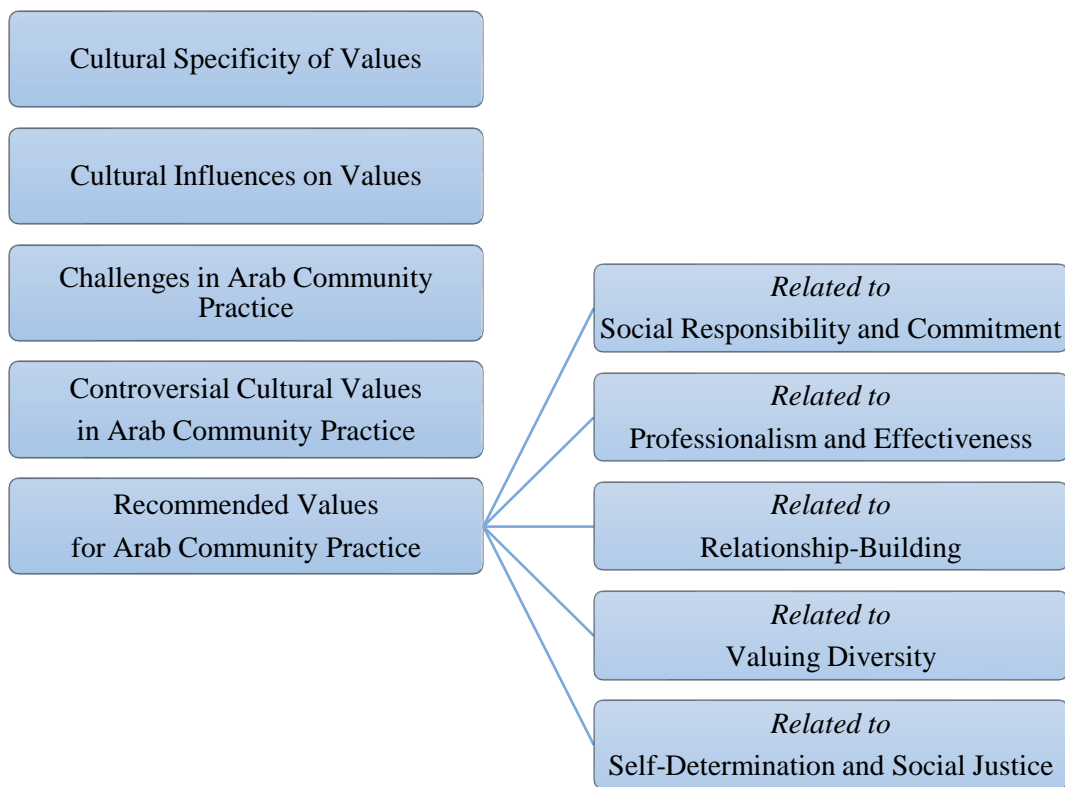 Cultural Specificity of Values
Cultural Influences on Values
Challenges in Arab Community
Practice
Controversial Cultural Values
in Arab Community Practice
Recommended Values
for Arab Community Practice
Related to
Social Responsibility and Commitment
Related to
Professionalism and Effectiveness
Related to
Relationship-Building
Related to
Valuing Diversity
Related to
Self-Determination and Social Justice